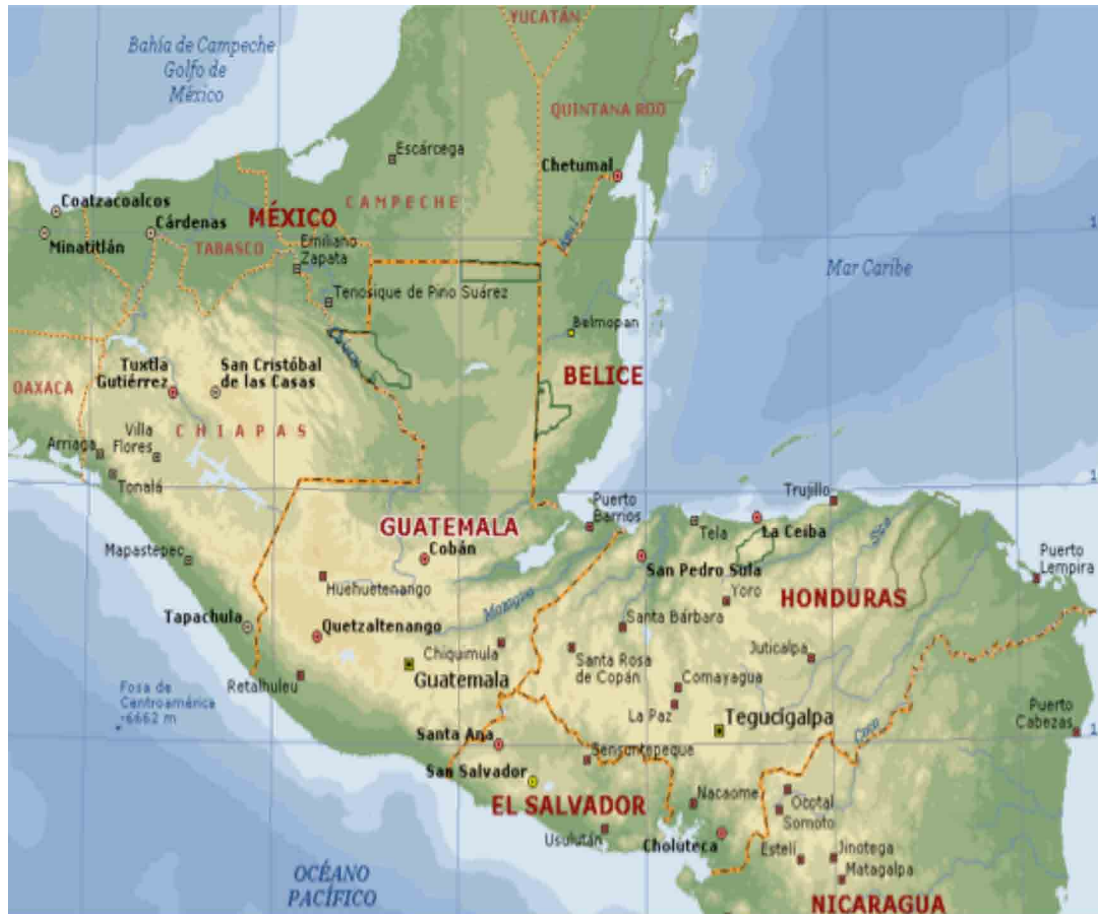 YUCATÁN
Bahía de Campeche
Golfo de
México
QUINTANA ROO
Escárcega
Chetumal
CAMPECHE
Coatzacoalcos
MÉXICO
Cárdenas
Minatitlán
TABASCO
Emiliano
Zapata
Mar Caribe
Tenosique de Pino Suárez
Belmopan
Tuxtla
Gutiérrez
San Cristóbal
de las Casas
BELICE
OAXACA
CHIAPAS
Villa
Flores
Arriaga
Tonalá
Trujillo
Puerto
Barrios
GUATEMALA
Tela
La Ceiba
Cobán
Mapastepec
San Pedro Sula
Puerto
Lempira
Huehuetenango
Yoro
HONDURAS
Motagua
Tapachula
Quetzaltenango
Santa Bárbara
Chiquimula
Juticalpa
Santa Rosa
de Copán
Retalhuleu
Guatemala
Comayagua
Fosa de
Centroamérica
-6662 m
La Paz
Tegucigalpa
Puerto
Cabezas
Coco
Santa Ana
Sensuntepeque
San Salvador
EL SALVADOR
Nacaome
Ocotal
Somoto
Usulután
Choluteca
Estelí
Jinotega
Matagalpa
OCÉANO
PACÍFICO
NICARAGUA